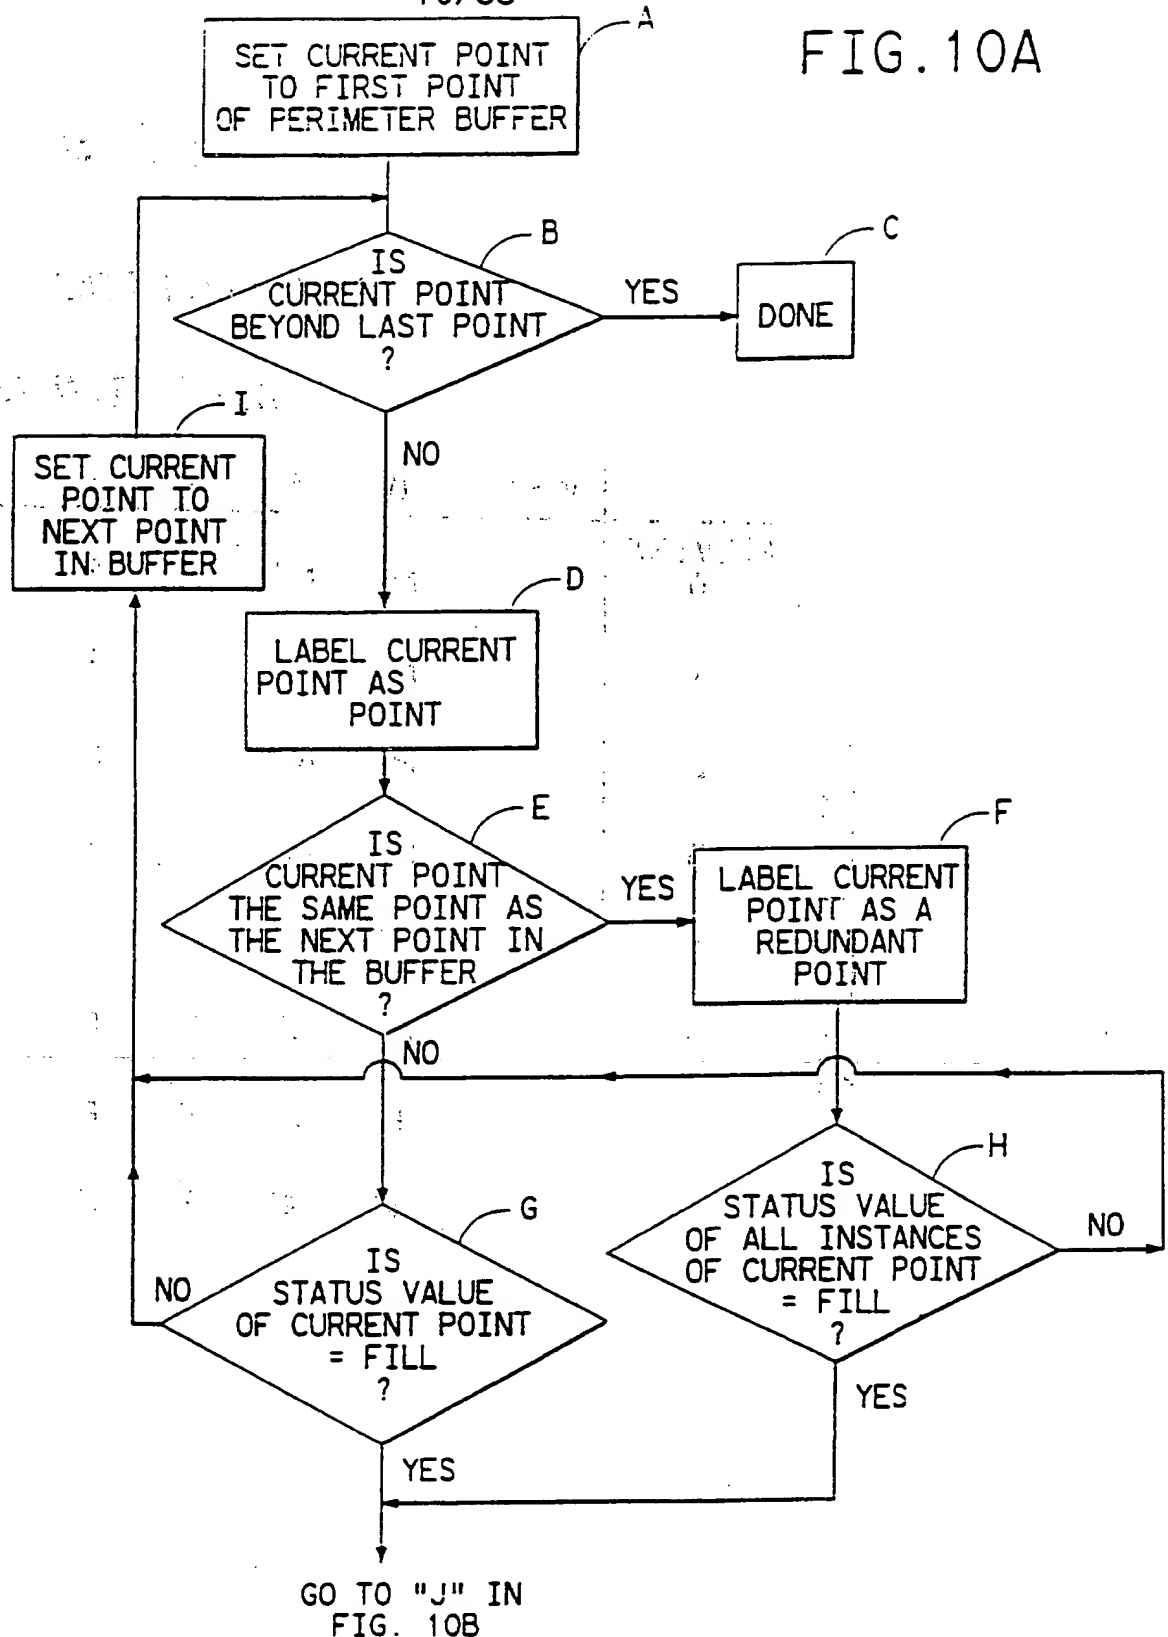 A
FIG.10A
SET CURRENT POINT
TO FIRST POINT
OF PERIMETER BUFFER
B
C
IS
CURRENT POINT
BEYOND LAST POINT
?
YES
DONE
I
NO
SET CURRENT
POINT TO
NEXT POINT
IN BUFFER
D
LABEL CURRENT
POINT AS
POINT
E
F
IS
CURRENT POINT
THE SAME POINT AS
THE NEXT POINT IN
THE BUFFER
?
YES
LABEL CURRENT
POINT AS A
REDUNDANT
POINT
NO
H
IS
STATUS VALUE
OF ALL INSTANCES
OF CURRENT POINT
= FILL
?
NO
G
IS
STATUS VALUE
OF CURRENT POINT
= FILL
?
NO
YES
YES
GO TO "J" IN
FIG. 10B